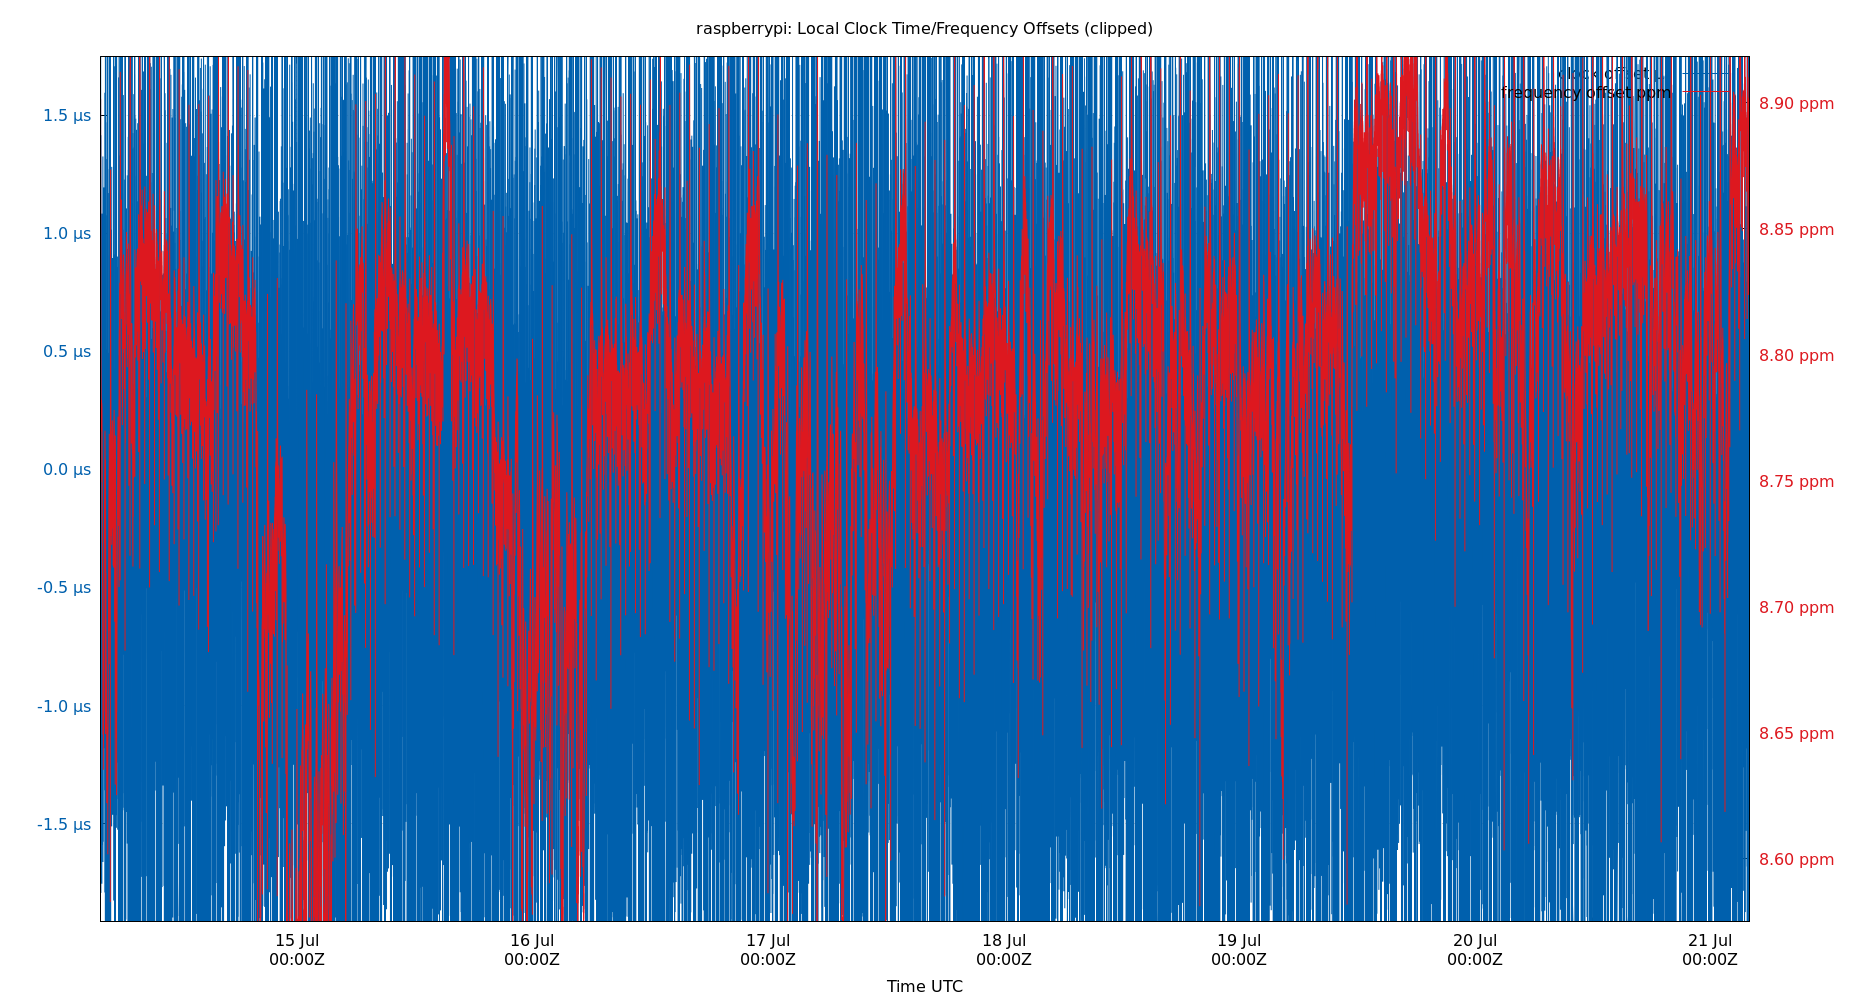 raspberrypi: Local Clock Time/Frequency Offsets (clipped)
clock offset
frequency offset ppm
1.5 µs
1.0 µs
0.5 µs
0.0 µs
-0.5 µs
-1.0 µs
-1.5 µs
8.90 ppm
8.85 ppm
8.80 ppm
8.75 ppm
8.70 ppm
8.65 ppm
8.60 ppm
15 Jul
00:00Z
16 Jul
00:00Z
17 Jul
00:00Z
18 Jul
00:00Z
19 Jul
00:00Z
20 Jul
00:00Z
21 Jul
00:00Z
Time UTC